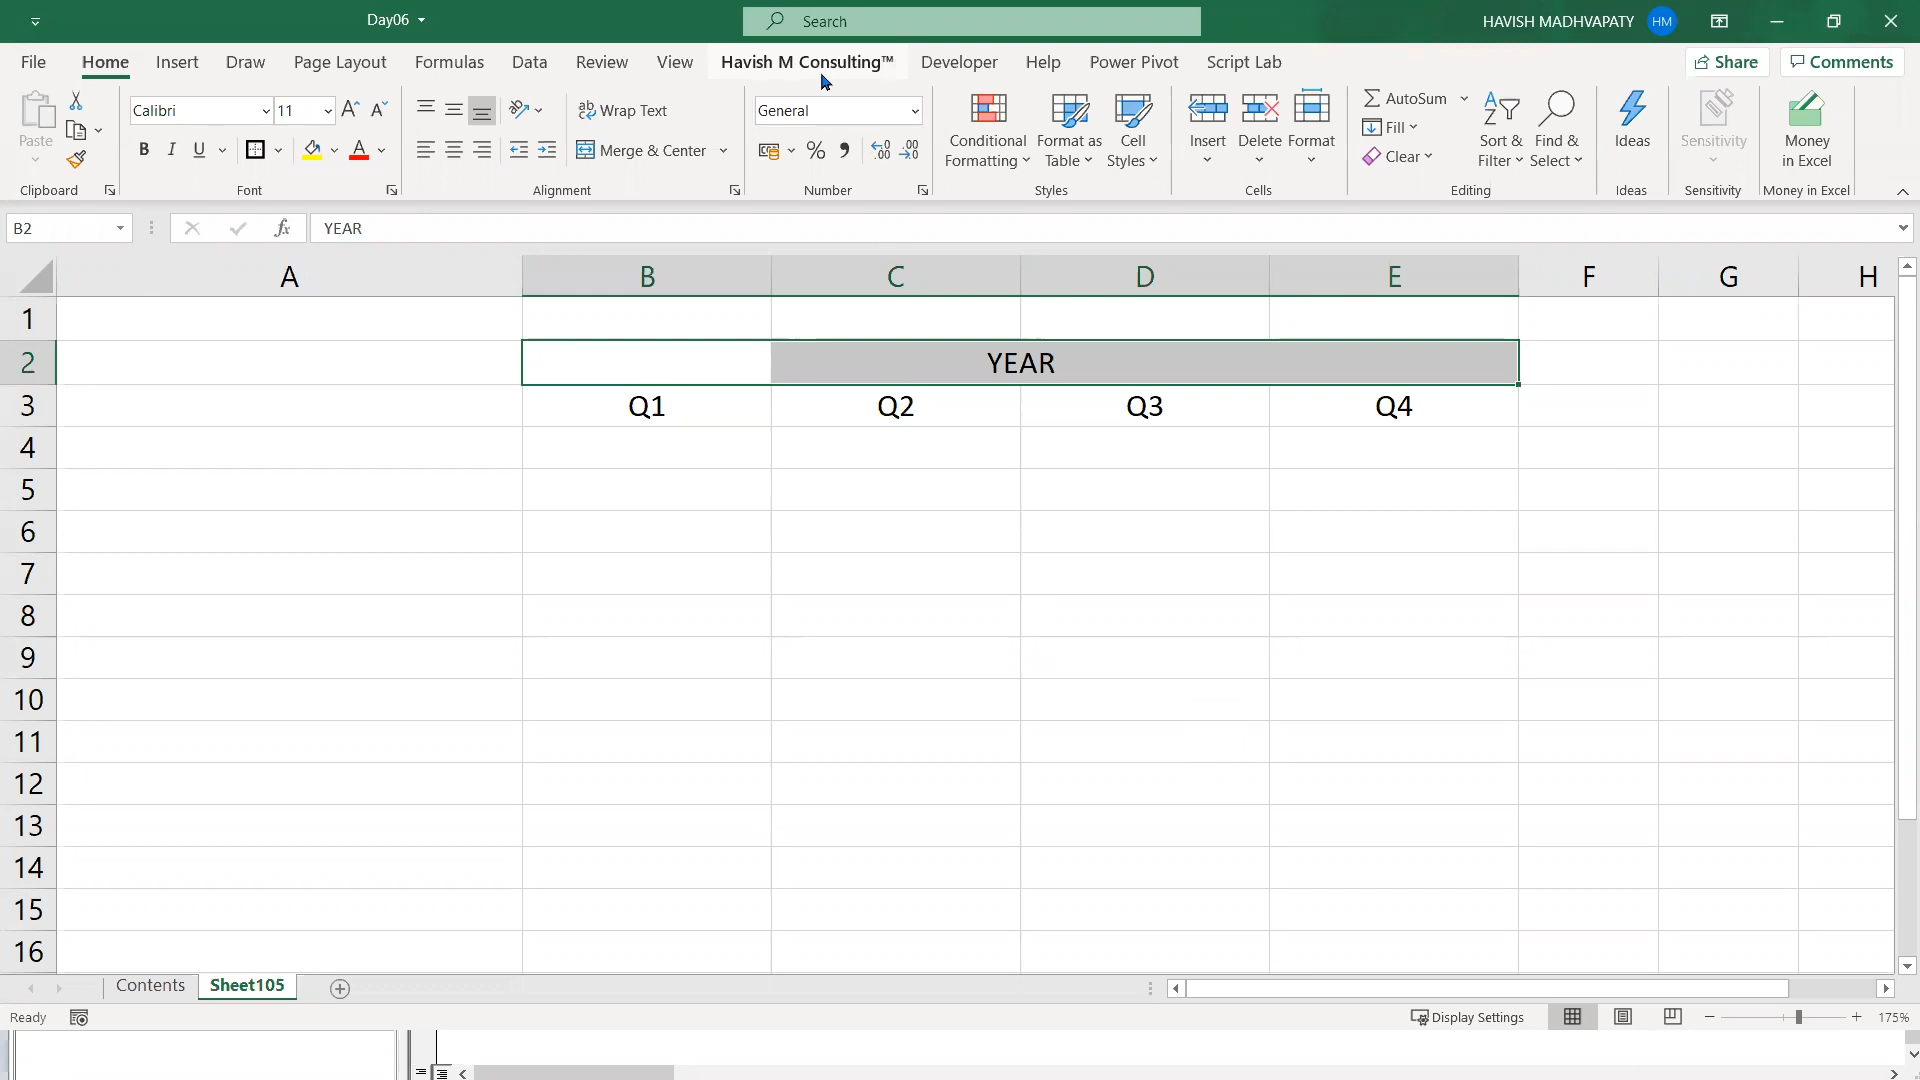 Day06
Search
HAVISH MADHVAPATY HM
File Home Insert Draw Page Layout Formulas Data Review View Havish M Consulting™ Developer Help Power Pivot Script Lab Share Comments
Paste
Calibri 11
B I U A
ab Wrap Text
Merge & Center
General
% , .00 .0
Conditional Formatting
Format as Table
Cell Styles
Insert Delete Format
AutoSum
Fill
Clear
Sort & Filter
Find & Select
Ideas
Sensitivity
Money in Excel
Clipboard Font Alignment Number Styles Cells Editing Ideas Sensitivity Money in Excel
B2 fx YEAR
A B C D E F G H
1
2 YEAR
3 Q1 Q2 Q3 Q4
4
5
6
7
8
9
10
11
12
13
14
15
16
Contents Sheet105
Ready Display Settings 175%